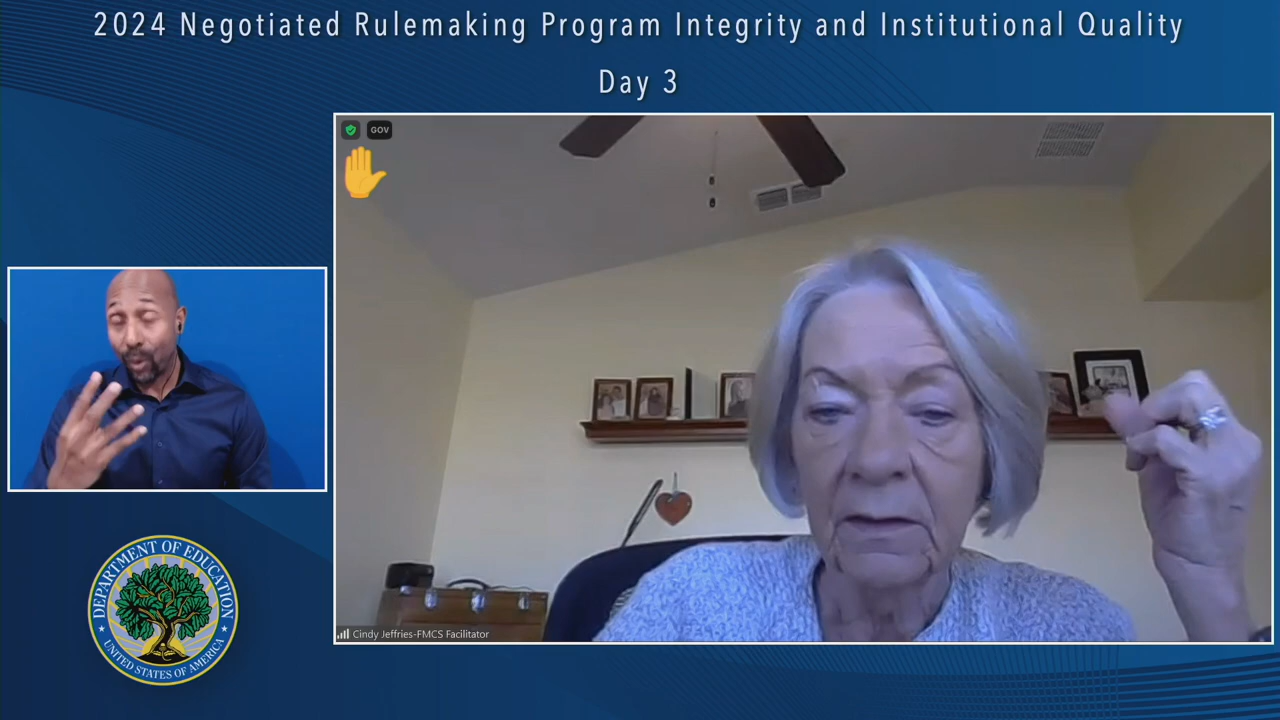 2024 Negotiated Rulemaking Program Integrity and Institutional Quality
Day 3
GOV
Cindy Jeffries-FMCS Facilitator
DEPARTMENT OF EDUCATION
UNITED STATES OF AMERICA